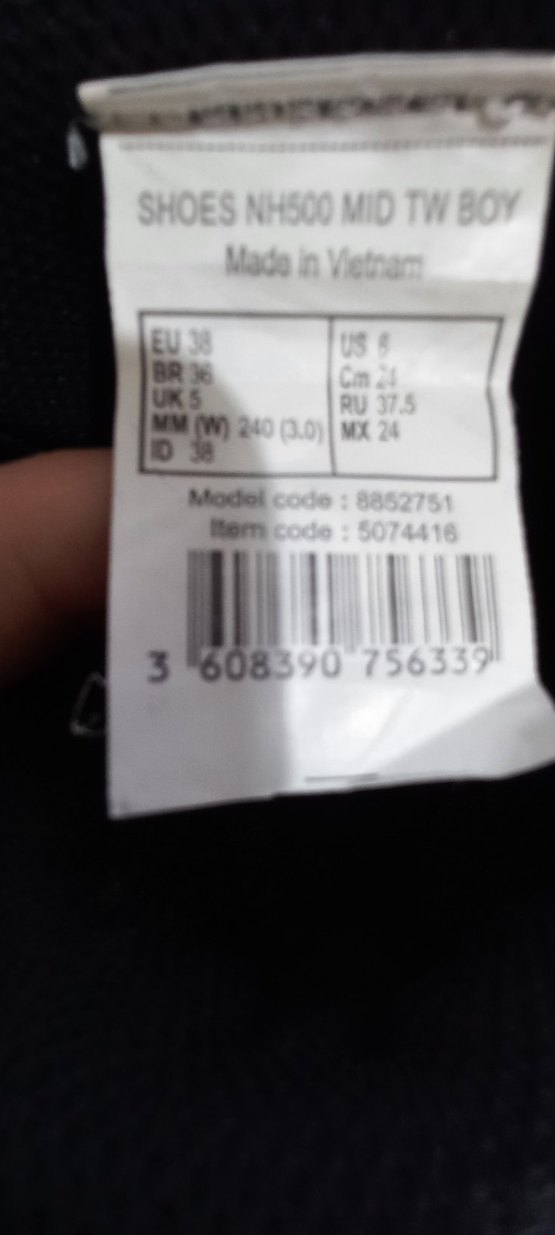 SHOES NH500 MID TW BOY
Made in Vietnam
EU 38
BR 36
UK 5
MM (W) 240 (3.0)
ID 38
US 6
Cm 24
RU 37.5
MX 24
Model code : 8852751
Item code : 5074416
3 608390 756339